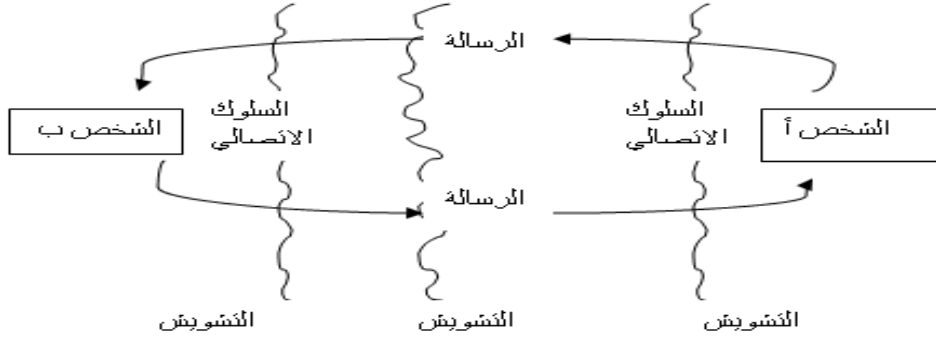 الرسالة
الشخص أ
السلوك
الاتصالي
السلوك
الاتصالي
الشخص ب
الرسالة
التشويش
التشويش
التشويش